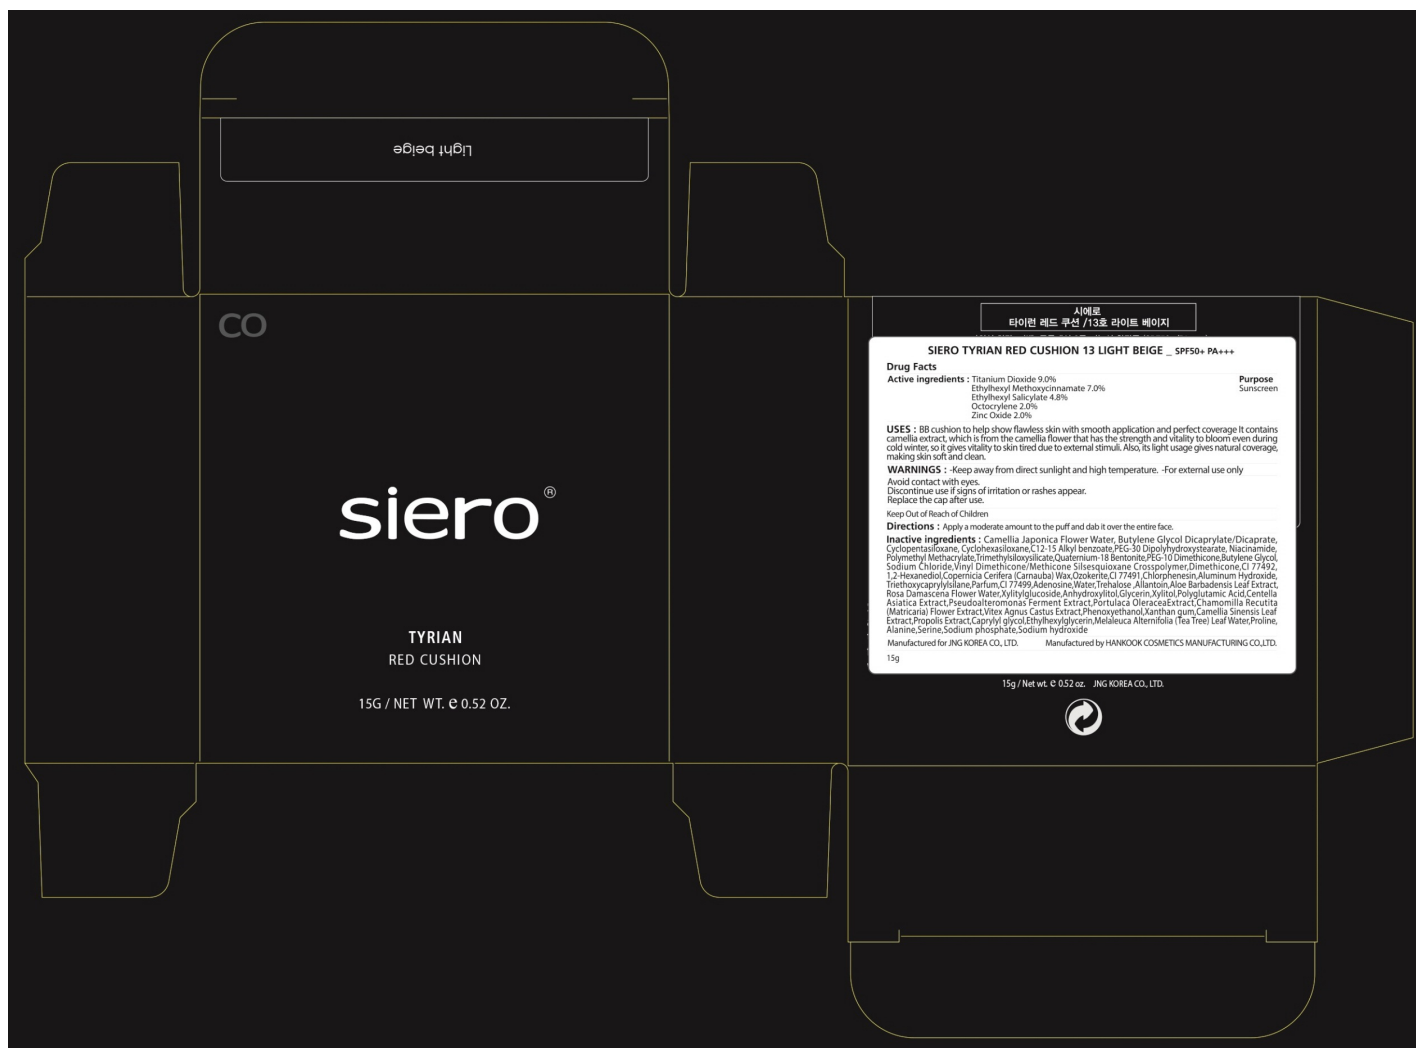 Light beige
CO
siero®
TYRIAN
RED CUSHION
15G / NET WT. e 0.52 OZ.
시에로
타이런 레드 쿠션 /13호 라이트 베이지
SIERO TYRIAN RED CUSHION 13 LIGHT BEIGE _ SPF50+ PA+++
Drug Facts
Active ingredients : Titanium Dioxide 9.0% Purpose
Ethylhexyl Methoxycinnamate 7.0% Sunscreen
Ethylhexyl Salicylate 4.8%
Octocrylene 2.0%
Zinc Oxide 2.0%
USES : BB cushion to help show flawless skin with smooth application and perfect coverage It contains
camellia extract, which is from the camellia flower that has the strength and vitality to bloom even during
cold winter, so it gives vitality to skin tired due to external stimuli. Also, its light usage gives natural coverage,
making skin soft and clean.
WARNINGS : -Keep away from direct sunlight and high temperature. -For external use only
Avoid contact with eyes.
Discontinue use if signs of irritation or rashes appear.
Replace the cap after use.
Keep Out of Reach of Children
Directions : Apply a moderate amount to the puff and dab it over the entire face.
Inactive ingredients : Camellia Japonica Flower Water, Butylene Glycol Dicaprylate/Dicaprate,
Cyclopentasiloxane, Cyclohexasiloxane,C12-15 Alkyl benzoate,PEG-30 Dipolyhydroxystearate, Niacinamide,
Polymethyl Methacrylate,Trimethylsiloxysilicate,Quaternium-18 Bentonite,PEG-10 Dimethicone,Butylene Glycol,
Sodium Chloride,Vinyl Dimethicone/Methicone Silsesquioxane Crosspolymer,Dimethicone,CI 77492,
1,2-Hexanediol,Copernicia Cerifera (Carnauba) Wax,Ozokerite,CI 77491,Chlorphenesin,Aluminum Hydroxide,
Triethoxycaprylylsilane,Parfum,CI 77499,Adenosine,Water,Trehalose ,Allantoin,Aloe Barbadensis Leaf Extract,
Rosa Damascena Flower Water,Xylitylglucoside,Anhydroxylitol,Glycerin,Xylitol,Polyglutamic Acid,Centella
Asiatica Extract,Pseudoalteromonas Ferment Extract,Portulaca OleraceaExtract,Chamomilla Recutita
(Matricaria) Flower Extract,Vitex Agnus Castus Extract,Phenoxyethanol,Xanthan gum,Camellia Sinensis Leaf
Extract,Propolis Extract,Caprylyl glycol,Ethylhexylglycerin,Melaleuca Alternifolia (Tea Tree) Leaf Water,Proline,
Alanine,Serine,Sodium phosphate,Sodium hydroxide
Manufactured for JNG KOREA CO., LTD. Manufactured by HANKOOK COSMETICS MANUFACTURING CO.,LTD.
15g
15g / Net wt. e 0.52 oz. JNG KOREA CO., LTD.